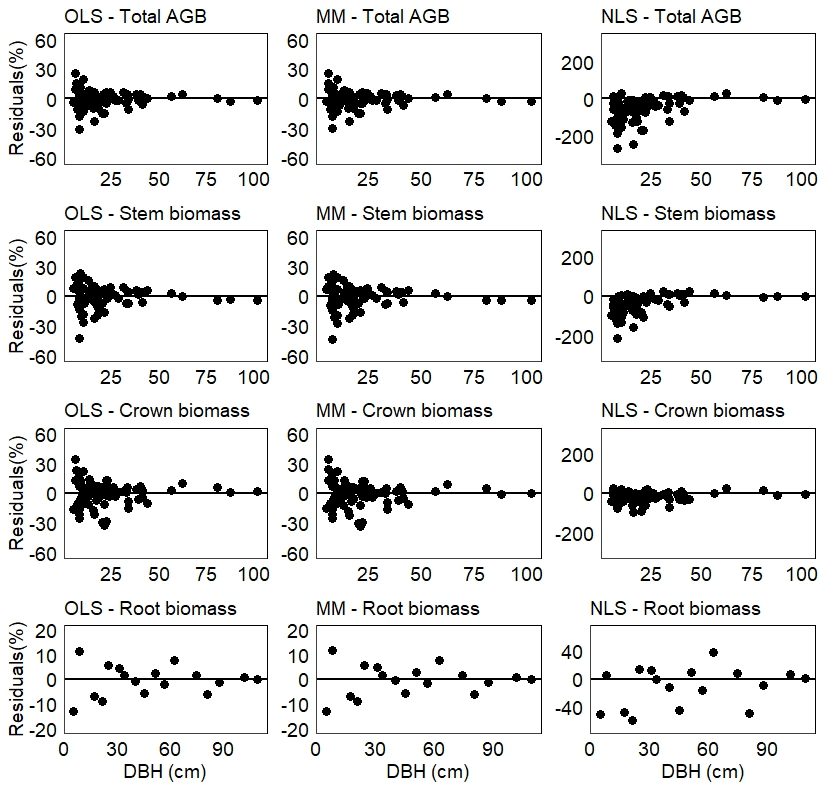 OLS - Total AGB
MM - Total AGB
NLS - Total AGB
Residuals(%)
60
30
0
-30
-60
25 50 75 100
60
30
0
-30
-60
25 50 75 100
200
0
-200
25 50 75 100
OLS - Stem biomass
MM - Stem biomass
NLS - Stem biomass
Residuals(%)
60
30
0
-30
-60
25 50 75 100
60
30
0
-30
-60
25 50 75 100
200
0
-200
25 50 75 100
OLS - Crown biomass
MM - Crown biomass
NLS - Crown biomass
Residuals(%)
60
30
0
-30
-60
25 50 75 100
60
30
0
-30
-60
25 50 75 100
200
0
-200
25 50 75 100
OLS - Root biomass
MM - Root biomass
NLS - Root biomass
Residuals(%)
20
10
0
-10
-20
0 30 60 90
DBH (cm)
20
10
0
-10
-20
0 30 60 90
DBH (cm)
40
0
-40
0 30 60 90
DBH (cm)